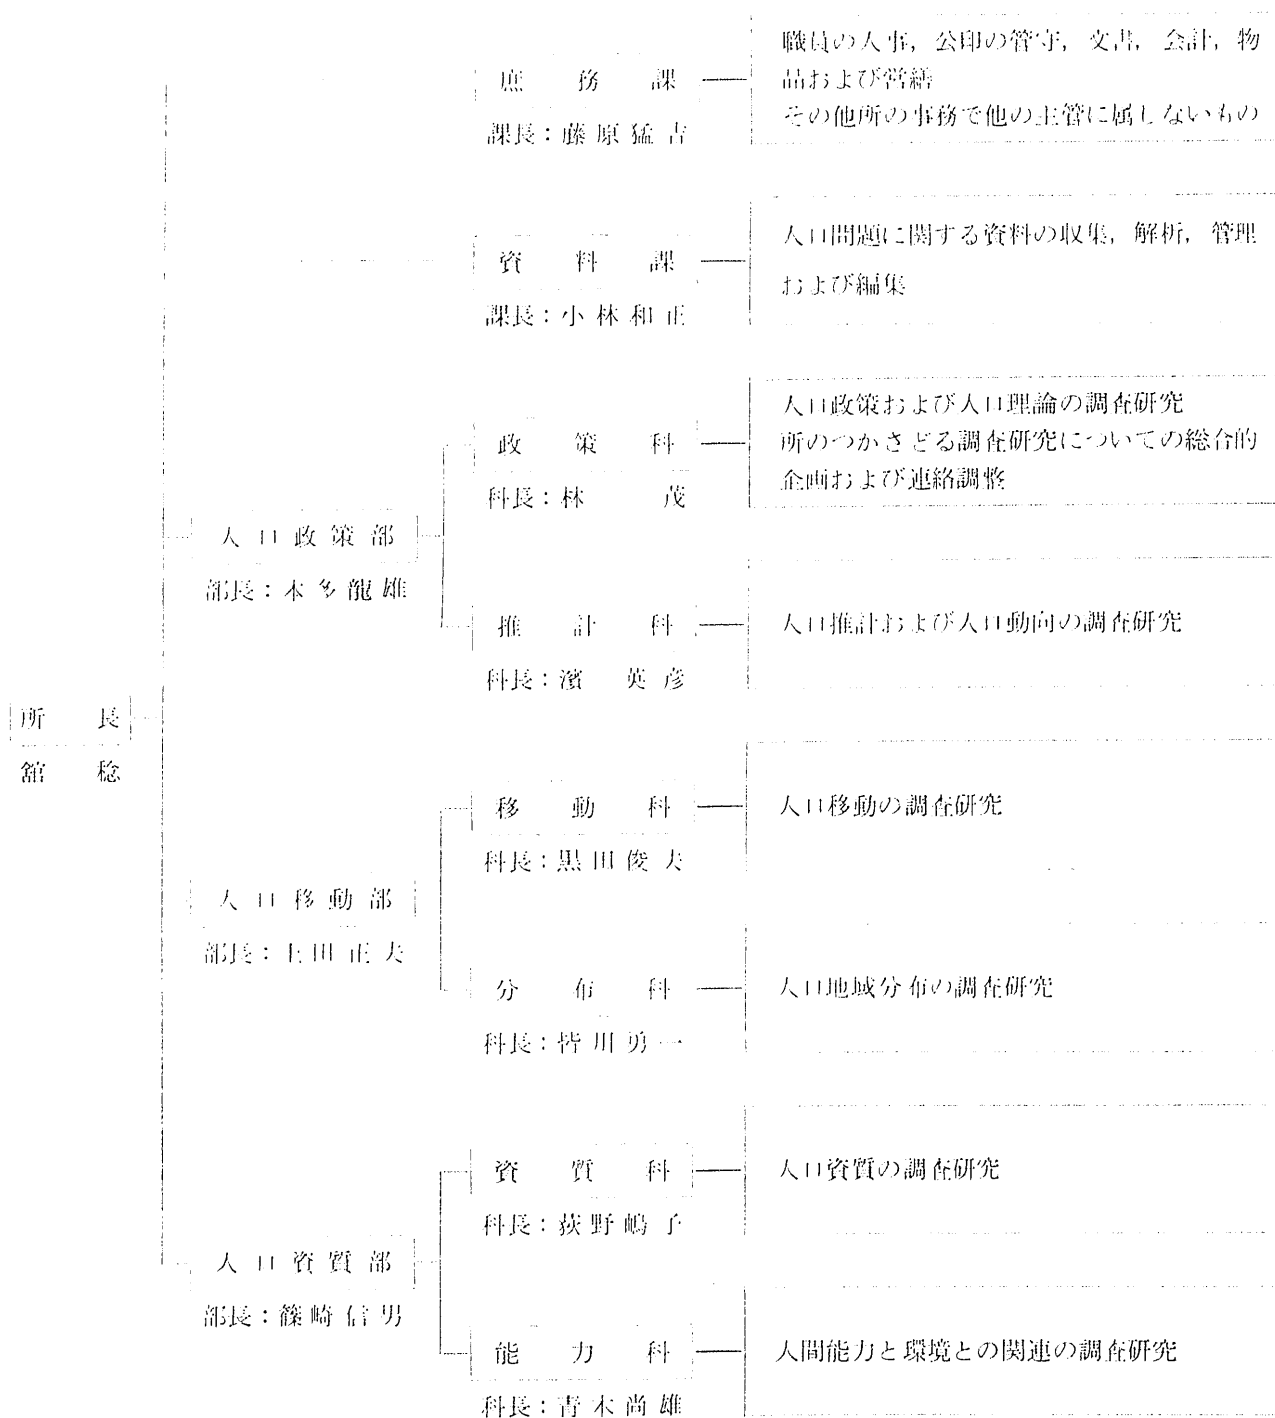 所長
舘稔
庶務課
課長：藤原猛吉
職員の人事，公印の管守，文書，会計，物
品および営繕
その他所の事務で他の主管に属しないもの
資料課
課長：小林和正
人口問題に関する資料の収集，解析，管理
および編集
人口政策部
部長：本多龍雄
政策科
科長：林茂
人口政策および人口理論の調査研究
所のつかさどる調査研究についての総合的
企画および連絡調整
推計科
科長：濱英彦
人口推計および人口動向の調査研究
人口移動部
部長：上田正夫
移動科
科長：黒田俊夫
人口移動の調査研究
分布科
科長：皆川勇一
人口地域分布の調査研究
人口資質部
部長：篠崎信男
資質科
科長：荻野嶋子
人口資質の調査研究
能力科
科長：青木尚雄
人間能力と環境との関連の調査研究